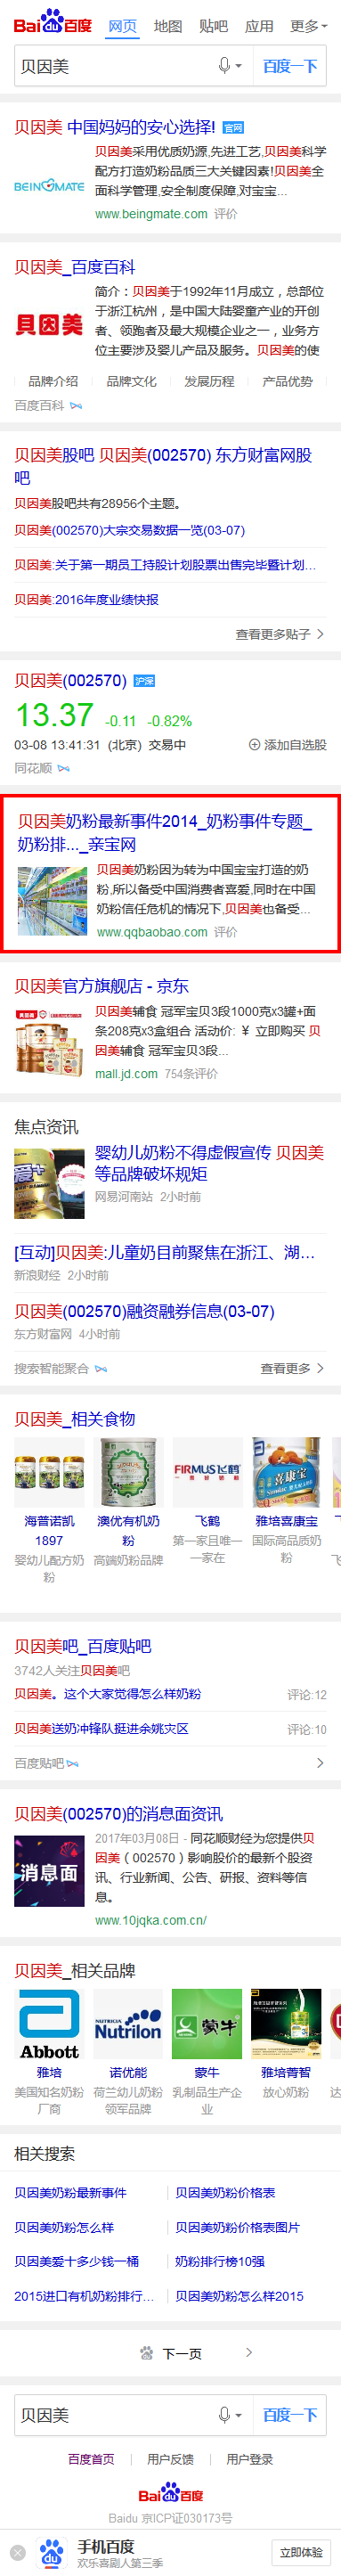 Bai百度 网页 地图 贴吧 应用 更多
贝因美 百度一下
贝因美 中国妈妈的安心选择! 官网
BEINGMATE
贝因美采用优质奶源,先进工艺,贝因美科学
配方打造奶粉品质三大关键因素!贝因美全
面科学管理,安全制度保障,对宝宝...
www.beingmate.com 评价
贝因美_百度百科
貝因美
简介：贝因美于1992年11月成立，总部位
于浙江杭州，是中国大陆婴童产业的开创
者、领跑者及最大规模企业之一，业务方
位主要涉及婴儿产品及服务。贝因美的使
品牌介绍 品牌文化 发展历程 产品优势
百度百科
贝因美股吧 贝因美(002570) 东方财富网股
吧
贝因美股吧共有28956个主题。
贝因美(002570)大宗交易数据一览(03-07)
贝因美:关于第一期员工持股计划股票出售完毕暨计划...
贝因美:2016年度业绩快报
查看更多贴子
贝因美(002570) 沪深
13.37 -0.11 -0.82%
03-08 13:41:31 (北京) 交易中 添加自选股
同花顺
贝因美奶粉最新事件2014_奶粉事件专题_
奶粉排..._亲宝网
贝因美奶粉因为转为中国宝宝打造的奶
粉,所以备受中国消费者喜爱,同时在中国
奶粉信任危机的情况下,贝因美也备受...
www.qqbaobao.com 评价
贝因美官方旗舰店 - 京东
贝因美辅食 冠军宝贝3段1000克x3罐+面
条208克x3盒组合 活动价: ￥ 立即购买 贝
因美辅食 冠军宝贝3段...
mall.jd.com 754条评价
焦点资讯
婴幼儿奶粉不得虚假宣传 贝因美
等品牌破坏规矩
网易河南站 2小时前
[互动]贝因美:儿童奶目前聚焦在浙江、湖...
新浪财经 2小时前
贝因美(002570)融资融券信息(03-07)
东方财富网 4小时前
搜索智能聚合 查看更多
贝因美_相关食物
FIRMUS飞鹤
海普诺凯 澳优有机奶 飞鹤 雅培喜康宝
1897 粉 第一家且唯一 国际高品质奶
婴幼儿配方奶 高端奶粉品牌 一家在 粉
粉
贝因美吧_百度贴吧
3742人关注贝因美吧
贝因美。这个大家觉得怎么样奶粉 评论:12
贝因美送奶冲锋队挺进余姚灾区 评论:10
百度贴吧
贝因美(002570)的消息面资讯
消息面
2017年03月08日 - 同花顺财经为您提供贝
因美（002570）影响股价的最新个股资
讯、行业新闻、公告、研报、资料等信
息。
www.10jqka.com.cn/
贝因美_相关品牌
Abbott NUTRICIA Nutrilon 蒙牛
雅培 诺优能 蒙牛 雅培菁智
美国知名奶粉 荷兰幼儿奶粉 乳制品生产企 放心奶粉
厂商 领军品牌 业
相关搜索
贝因美奶粉最新事件 贝因美奶粉价格表
贝因美奶粉怎么样 贝因美奶粉价格表图片
贝因美爱十多少钱一桶 奶粉排行榜10强
2015进口有机奶粉排行... 贝因美奶粉怎么样2015
下一页
贝因美 百度一下
百度首页 用户反馈 用户登录
Bai百度
Baidu 京ICP证030173号
手机百度
欢乐喜剧人第三季
立即体验